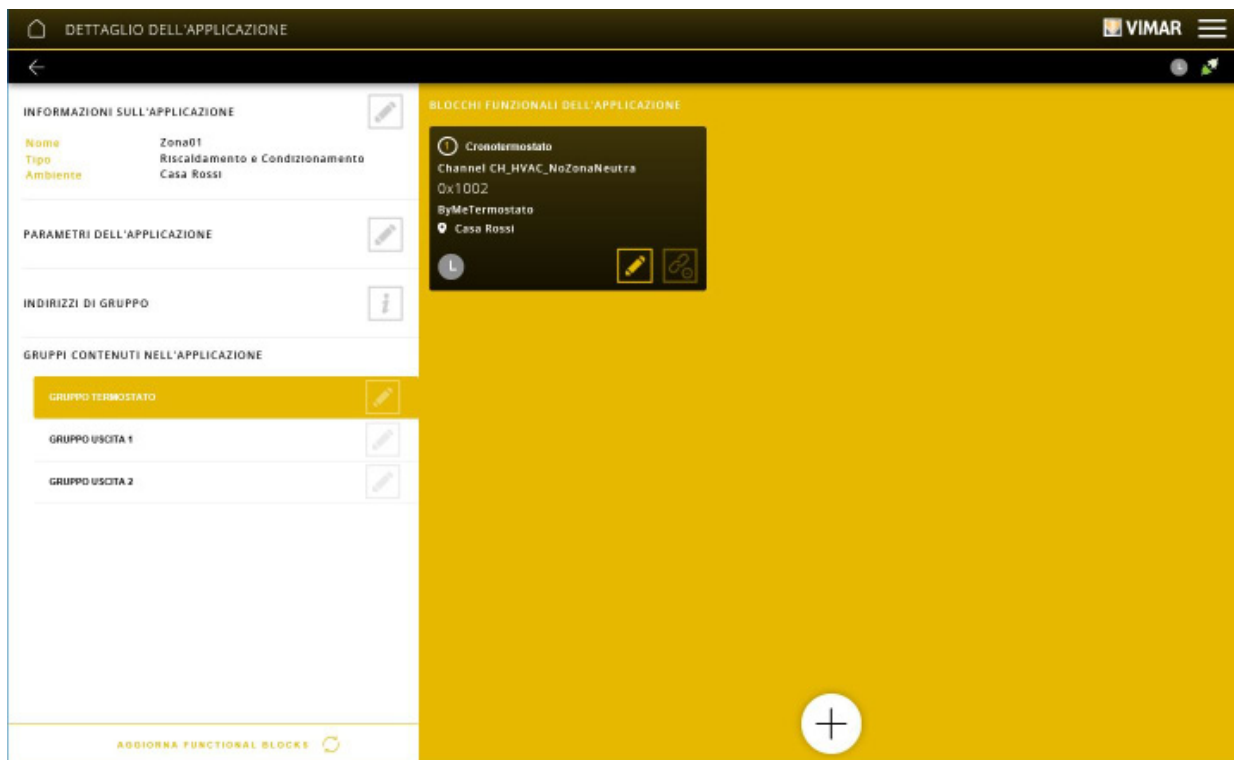 DETTAGLIO DELL'APPLICAZIONE
VIMAR
L
INFORMAZIONI SULL'APPLICAZIONE
Nome Zona01
Tipo Riscaldamento e Condizionamento
Ambiente Casa Rossi
PARAMETRI DELL'APPLICAZIONE
INDIRIZZI DI GRUPPO
i
GRUPPI CONTENUTI NELL'APPLICAZIONE
GRUPPO TERMOSTATO
GRUPPO USCITA 1
GRUPPO USCITA 2
AGGIORNA FUNCTIONAL BLOCKS
BLOCCHI FUNZIONALI DELL'APPLICAZIONE
1 Cronotermostato
Channel CH_HVAC_NoZonaNeutra
0x1002
ByMeTermostato
Casa Rossi
L